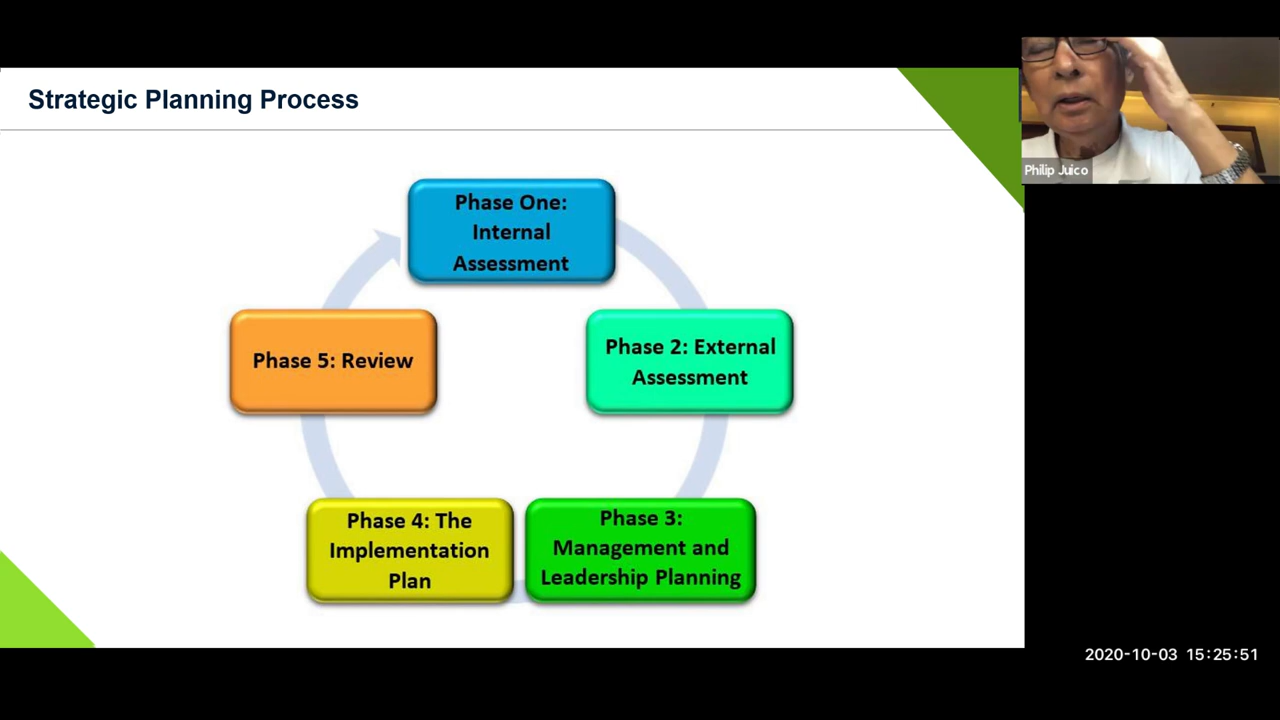 Strategic Planning Process
Philip Juico
Phase One:
Internal
Assessment
Phase 2: External
Assessment
Phase 3:
Management and
Leadership Planning
Phase 4: The
Implementation
Plan
Phase 5: Review
2020-10-03 15:25:51